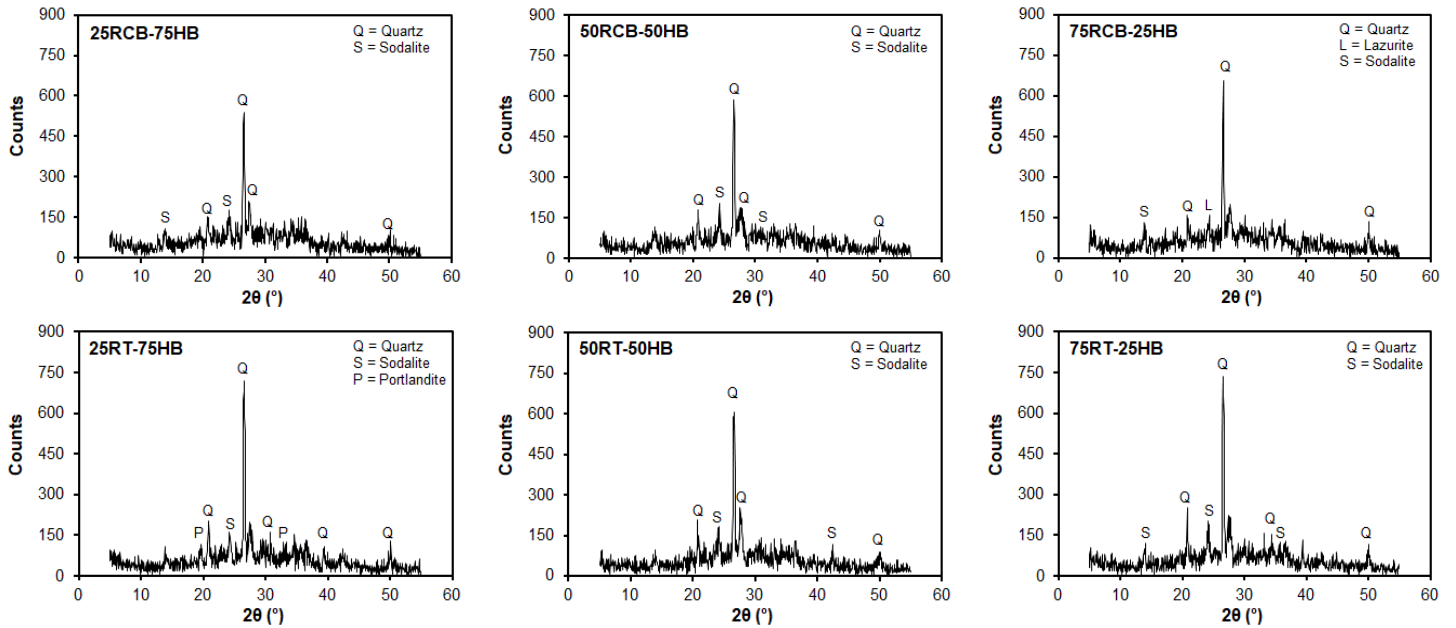 25RCB-75HB
Q = Quartz
S = Sodalite
Counts
900
750
600
450
300
150
0
S
Q
S
Q
Q
Q
0 10 20 30 40 50 60
2θ (°)
50RCB-50HB
Q = Quartz
S = Sodalite
Counts
900
750
600
450
300
150
0
Q
S
Q
Q
S
Q
0 10 20 30 40 50 60
2θ (°)
75RCB-25HB
Q = Quartz
L = Lazurite
S = Sodalite
Counts
900
750
600
450
300
150
0
S
Q
L
Q
Q
0 10 20 30 40 50 60
2θ (°)
25RT-75HB
Q = Quartz
S = Sodalite
P = Portlandite
Counts
900
750
600
450
300
150
0
P
Q
S
Q
Q
P
Q
Q
0 10 20 30 40 50 60
2θ (°)
50RT-50HB
Q = Quartz
S = Sodalite
Counts
900
750
600
450
300
150
0
Q
S
Q
Q
S
Q
0 10 20 30 40 50 60
2θ (°)
75RT-25HB
Q = Quartz
S = Sodalite
Counts
900
750
600
450
300
150
0
S
Q
S
Q
Q
S
Q
0 10 20 30 40 50 60
2θ (°)